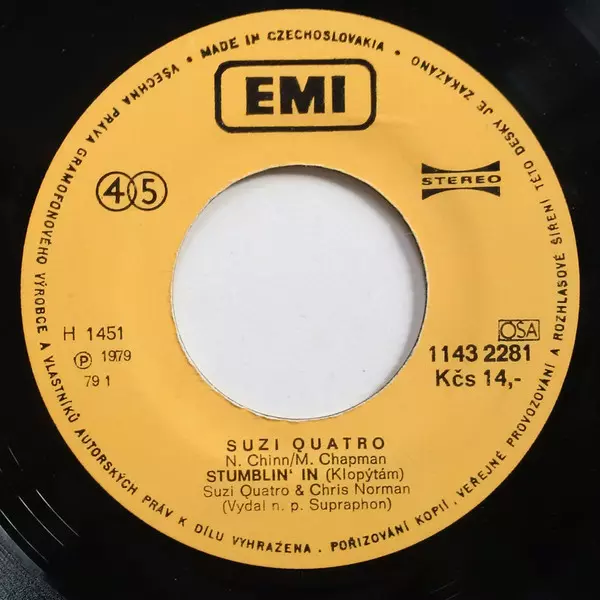 • MADE IN CZECHOSLOVAKIA •
VŠECHNA PRÁVA GRAMOFONOVÉHO VÝROBCE A VLASTNÍKŮ AUTORSKÝCH PRÁV K DÍLU VYHRAŽENA. POŘIZOVÁNÍ KOPIÍ, VEŘEJNÉ PROVOZOVÁNÍ A ROZHLASOVÉ ŠÍŘENÍ TÉTO DESKY JE ZAKÁZÁNO
EMI
45
STEREO
H 1451
Ⓟ 1979
79 1
OSA
1143 2281
Kčs 14,-
SUZI QUATRO
N. Chinn/M. Chapman
STUMBLIN' IN (Klopýtám)
Suzi Quatro & Chris Norman
(Vydal n. p. Supraphon)